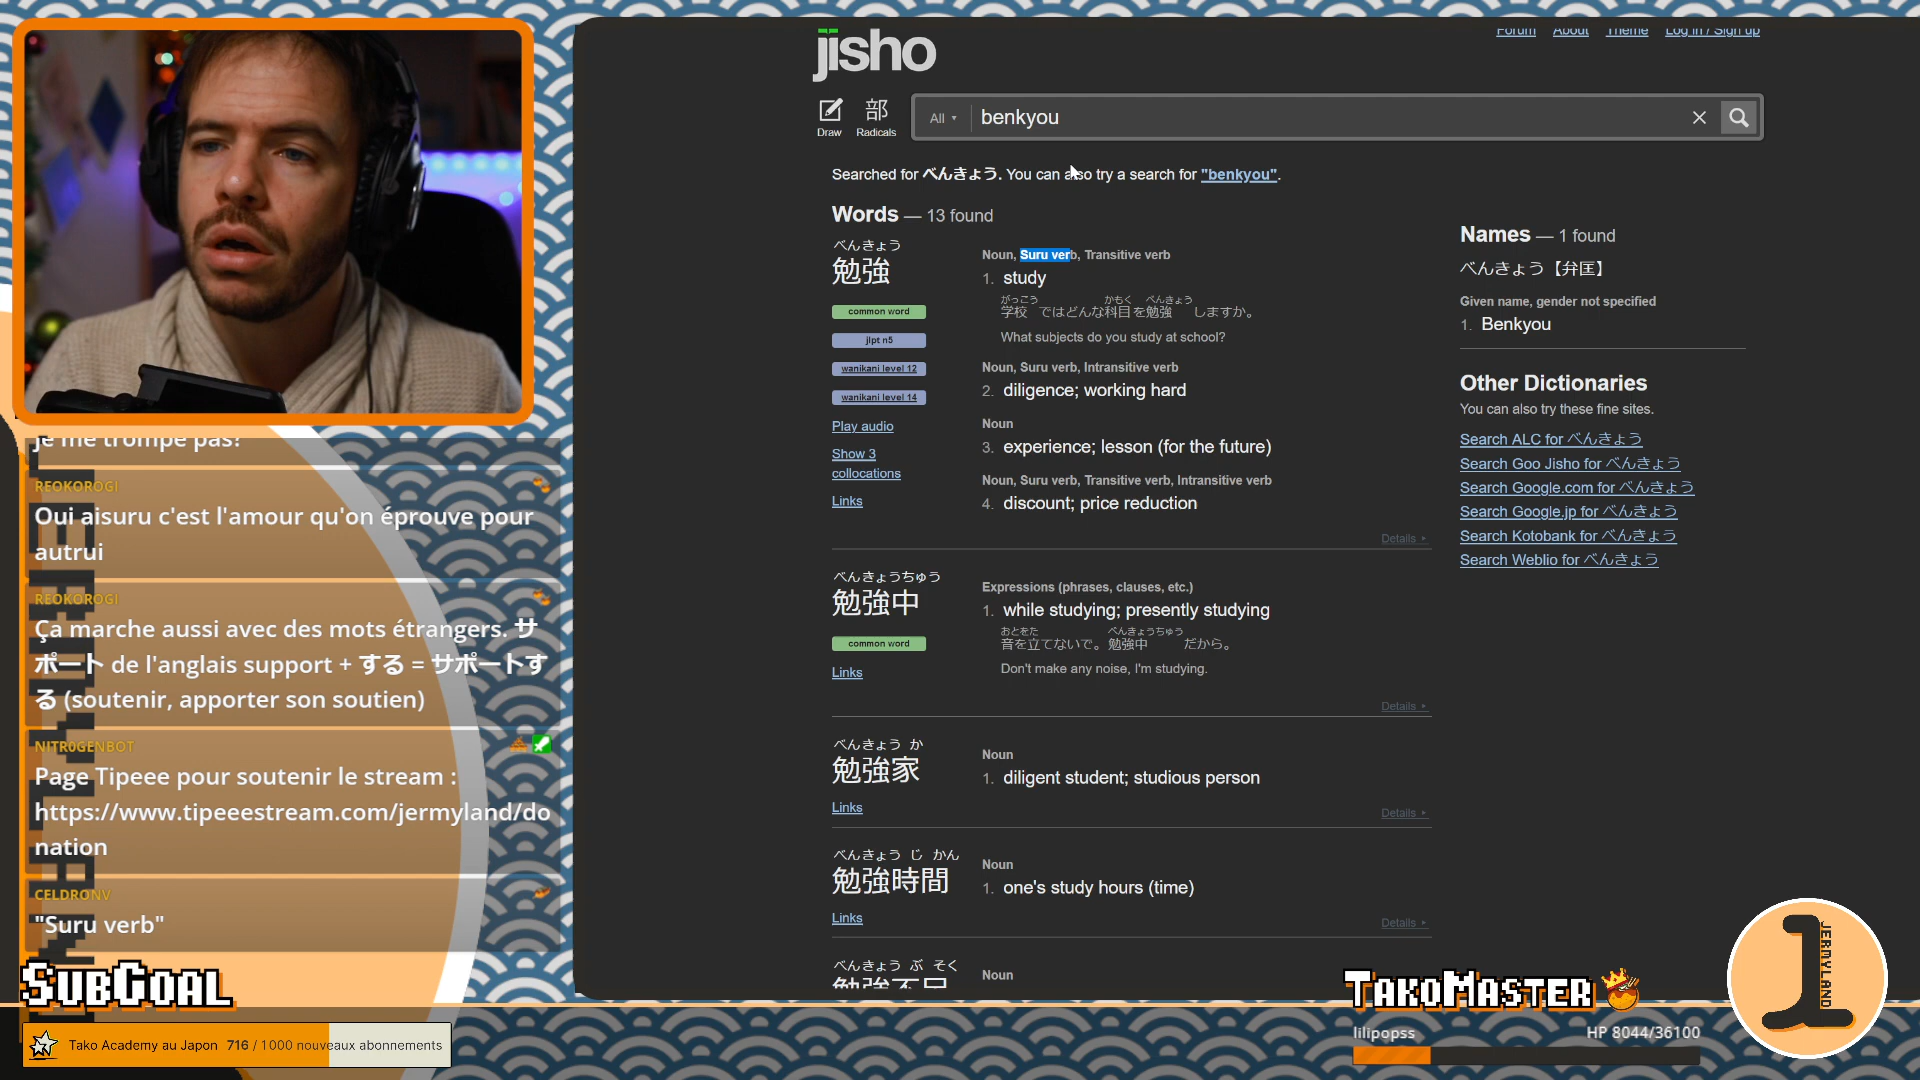 jisho
Forum About Theme Log in / Sign up
Draw
部
Radicals
All
benkyou
Searched for べんきょう. You can also try a search for "benkyou".
Words — 13 found
べんきょう
勉強
common word
jlpt n5
wanikani level 12
wanikani level 14
Play audio
Show 3
collocations
Links
Noun, Suru verb, Transitive verb
1. study
がっこう かもく べんきょう
学校 ではどんな科目を勉強 しますか。
What subjects do you study at school?
Noun, Suru verb, Intransitive verb
2. diligence; working hard
Noun
3. experience; lesson (for the future)
Noun, Suru verb, Transitive verb, Intransitive verb
4. discount; price reduction
Details
べんきょうちゅう
勉強中
common word
Links
Expressions (phrases, clauses, etc.)
1. while studying; presently studying
おとをた べんきょうちゅう
音を立てないで。勉強中 だから。
Don't make any noise, I'm studying.
Details
べんきょう か
勉強家
Links
Noun
1. diligent student; studious person
Details
べんきょう じ かん
勉強時間
Links
Noun
1. one's study hours (time)
Details
べんきょう ぶ そく
勉強不足
Noun
Names — 1 found
べんきょう【弁匡】
Given name, gender not specified
1. Benkyou
Other Dictionaries
You can also try these fine sites.
Search ALC for べんきょう
Search Goo Jisho for べんきょう
Search Google.com for べんきょう
Search Google.jp for べんきょう
Search Kotobank for べんきょう
Search Weblio for べんきょう
je me trompe pas?
REOKOROGI
Oui aisuru c'est l'amour qu'on éprouve pour
autrui
REOKOROGI
Ça marche aussi avec des mots étrangers. サ
ポート de l'anglais support + する = サポートす
る (soutenir, apporter son soutien)
NITR0GENBOT
Page Tipeee pour soutenir le stream :
https://www.tipeeestream.com/jermyland/do
nation
CELDRONV
"Suru verb"
SUBGOAL
Tako Academy au Japon 716 / 1000 nouveaux abonnements
TAKOMASTER
lilipopss HP 8044/36100
JERMYLAND